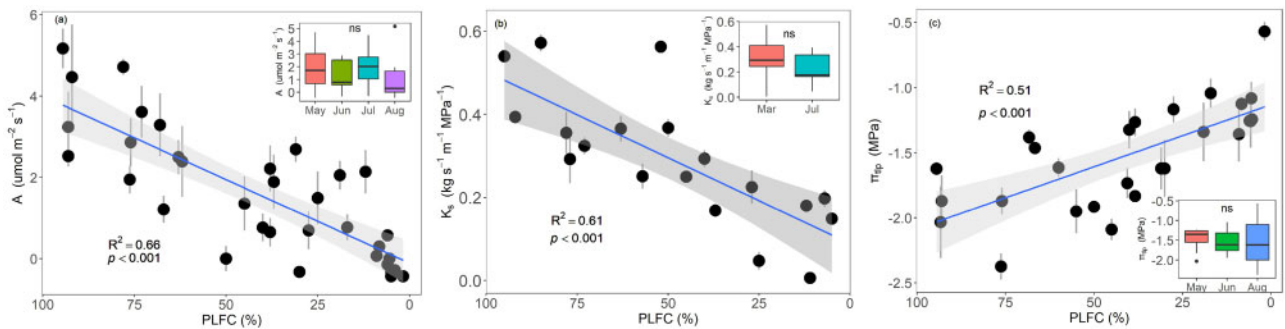 (a)
A (umol m⁻² s⁻¹)
6
4
2
0
R² = 0.66
p < 0.001
100
75
50
25
0
PLFC (%)
ns
A (umol m⁻² s⁻¹)
5
4
3
2
1
0
May Jun Jul Aug
(b)
Kₛ (kg s⁻¹ m MPa⁻¹)
0.6
0.4
0.2
0.0
R² = 0.61
p < 0.001
100
75
50
25
0
PLFC (%)
ns
Kₛ (kg s⁻¹ m MPa⁻¹)
0.4
0.2
0.0
Mar Jul
(c)
πtlp (MPa)
-0.5
-1.0
-1.5
-2.0
-2.5
R² = 0.51
p < 0.001
100
75
50
25
0
PLFC (%)
ns
(MPa)
-0.5
-1.0
-1.5
-2.0
May Jun Aug